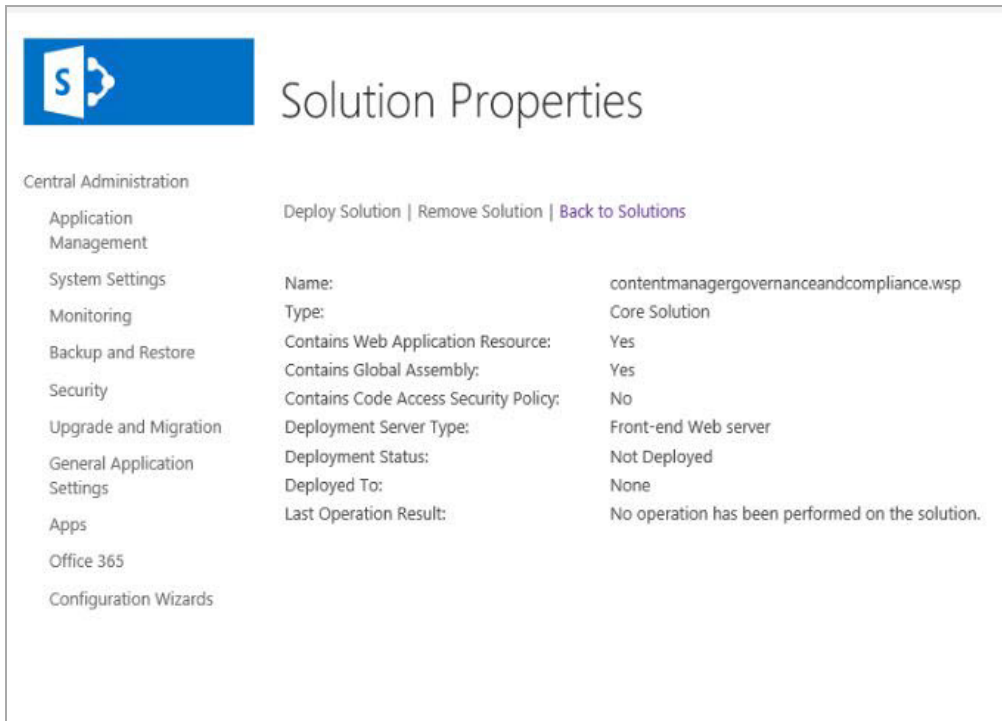 S
Solution Properties
Central Administration
Application
Management
System Settings
Monitoring
Backup and Restore
Security
Upgrade and Migration
General Application
Settings
Apps
Office 365
Configuration Wizards
Deploy Solution | Remove Solution | Back to Solutions
Name: contentmanagergovernanceandcompliance.wsp
Type: Core Solution
Contains Web Application Resource: Yes
Contains Global Assembly: Yes
Contains Code Access Security Policy: No
Deployment Server Type: Front-end Web server
Deployment Status: Not Deployed
Deployed To: None
Last Operation Result: No operation has been performed on the solution.